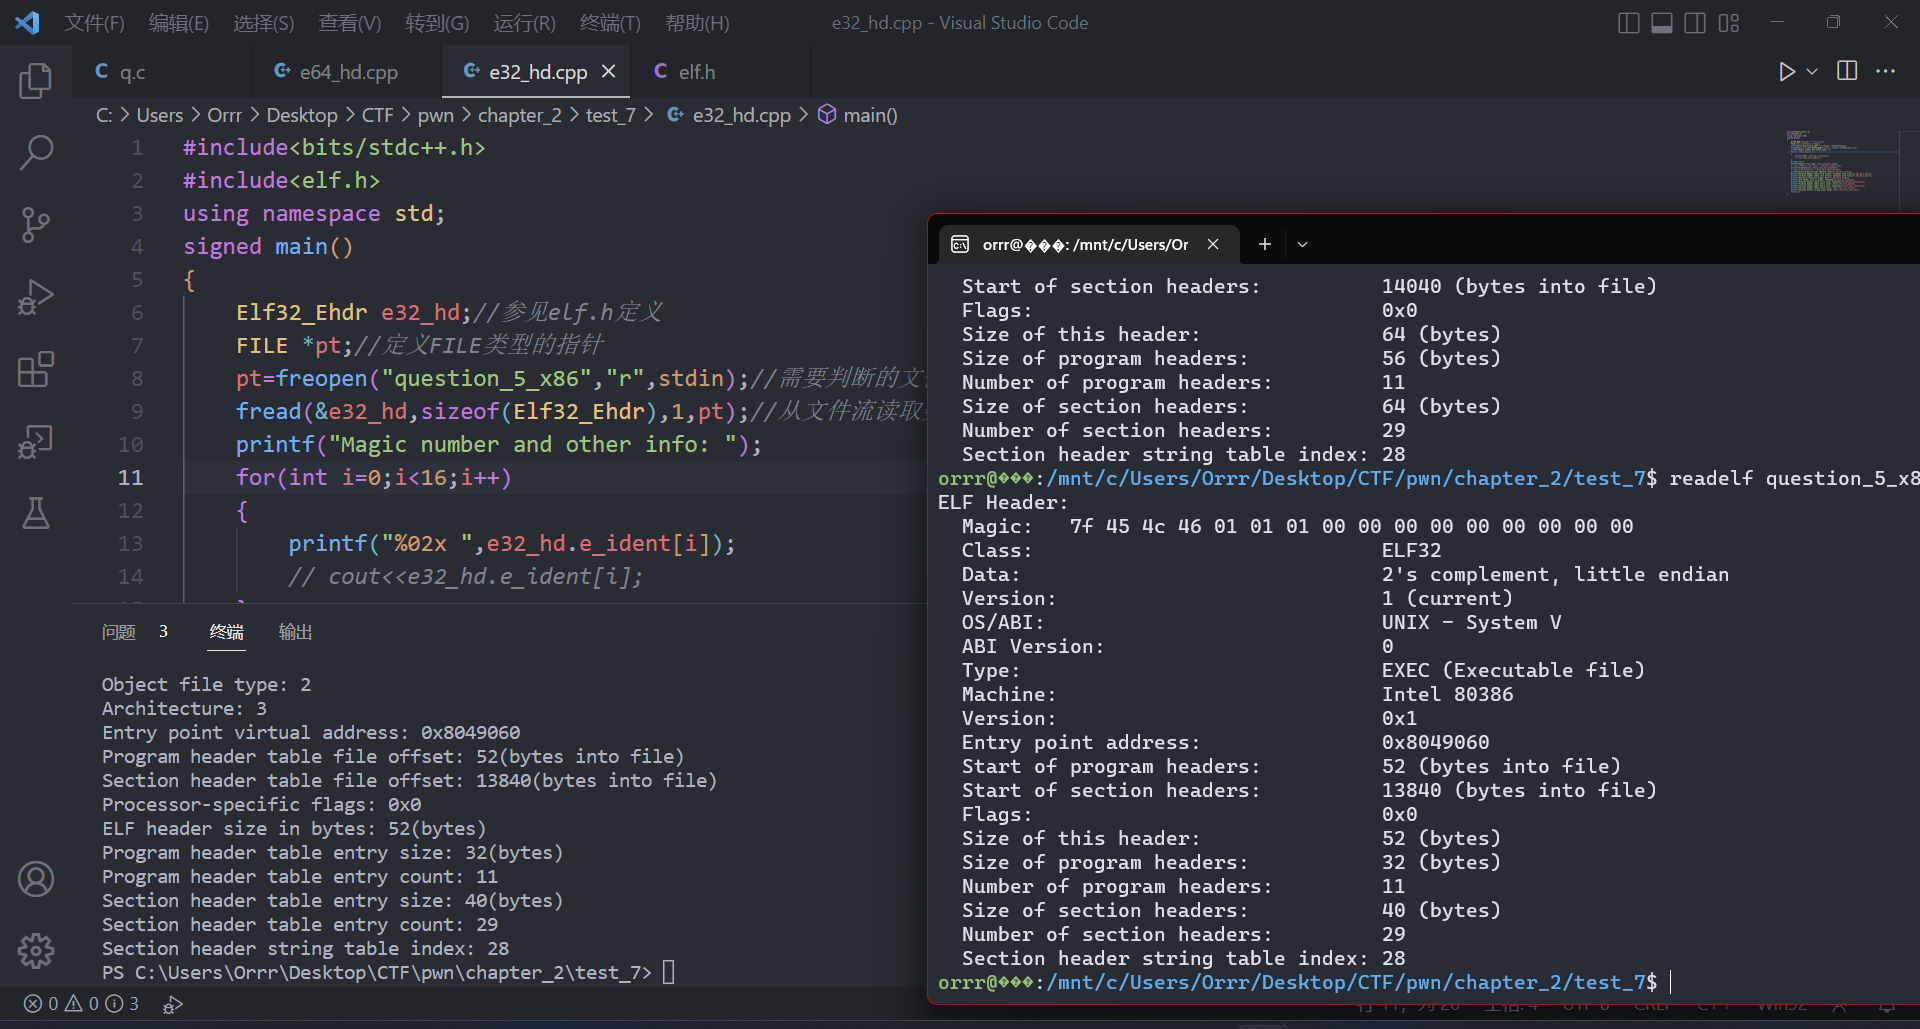 文件(F) 编辑(E) 选择(S) 查看(V) 转到(G) 运行(R) 终端(T) 帮助(H) e32_hd.cpp - Visual Studio Code
C q.c
e64_hd.cpp
e32_hd.cpp
C elf.h
C: > Users > Orrr > Desktop > CTF > pwn > chapter_2 > test_7 > e32_hd.cpp > main()
1 #include<bits/stdc++.h>
2 #include<elf.h>
3 using namespace std;
4 signed main()
5 {
6 Elf32_Ehdr e32_hd;//参见elf.h定义
7 FILE *pt;//定义FILE类型的指针
8 pt=freopen("question_5_x86","r",stdin);//需要判断的文
9 fread(&e32_hd,sizeof(Elf32_Ehdr),1,pt);//从文件流读取
10 printf("Magic number and other info: ");
11 for(int i=0;i<16;i++)
12 {
13 printf("%02x ",e32_hd.e_ident[i]);
14 // cout<<e32_hd.e_ident[i];
问题 3 终端 输出
Object file type: 2
Architecture: 3
Entry point virtual address: 0x8049060
Program header table file offset: 52(bytes into file)
Section header table file offset: 13840(bytes into file)
Processor-specific flags: 0x0
ELF header size in bytes: 52(bytes)
Program header table entry size: 32(bytes)
Program header table entry count: 11
Section header table entry size: 40(bytes)
Section header table entry count: 29
Section header string table index: 28
PS C:\Users\Orrr\Desktop\CTF\pwn\chapter_2\test_7>
0 0 3
orrr@���: /mnt/c/Users/Or
Start of section headers: 14040 (bytes into file)
Flags: 0x0
Size of this header: 64 (bytes)
Size of program headers: 56 (bytes)
Number of program headers: 11
Size of section headers: 64 (bytes)
Number of section headers: 29
Section header string table index: 28
orrr@���:/mnt/c/Users/Orrr/Desktop/CTF/pwn/chapter_2/test_7$ readelf question_5_x8
ELF Header:
Magic: 7f 45 4c 46 01 01 01 00 00 00 00 00 00 00 00 00
Class: ELF32
Data: 2's complement, little endian
Version: 1 (current)
OS/ABI: UNIX - System V
ABI Version: 0
Type: EXEC (Executable file)
Machine: Intel 80386
Version: 0x1
Entry point address: 0x8049060
Start of program headers: 52 (bytes into file)
Start of section headers: 13840 (bytes into file)
Flags: 0x0
Size of this header: 52 (bytes)
Size of program headers: 32 (bytes)
Number of program headers: 11
Size of section headers: 40 (bytes)
Number of section headers: 29
Section header string table index: 28
orrr@���:/mnt/c/Users/Orrr/Desktop/CTF/pwn/chapter_2/test_7$